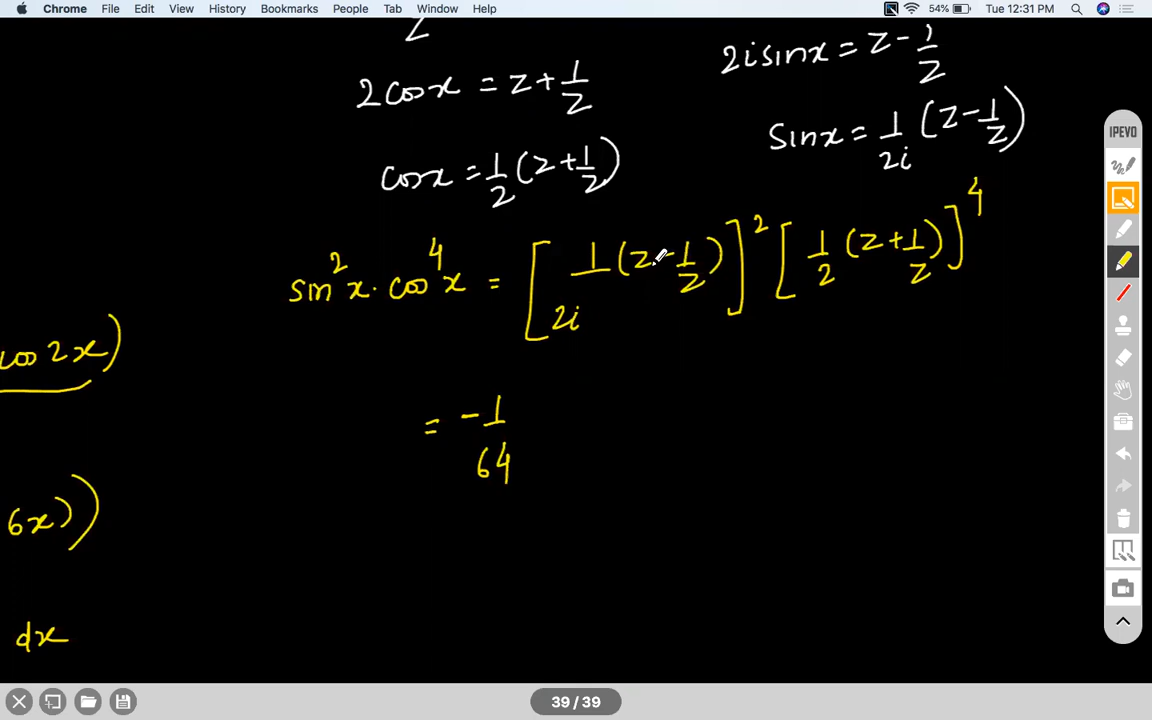 Chrome File Edit View History Bookmarks People Tab Window Help 54% Tue 12:31 PM
2
2cosx = z + 1/z
2isinx = z - 1/z
cosx = 1/2 (z + 1/z)
sinx = 1/2i (z - 1/z)
IPEVO
sin²x · cos⁴x = [1/2i (z - 1/z)]² [1/2 (z + 1/z)]⁴
cos2x)
= -1/64
6x))
dx
39 / 39